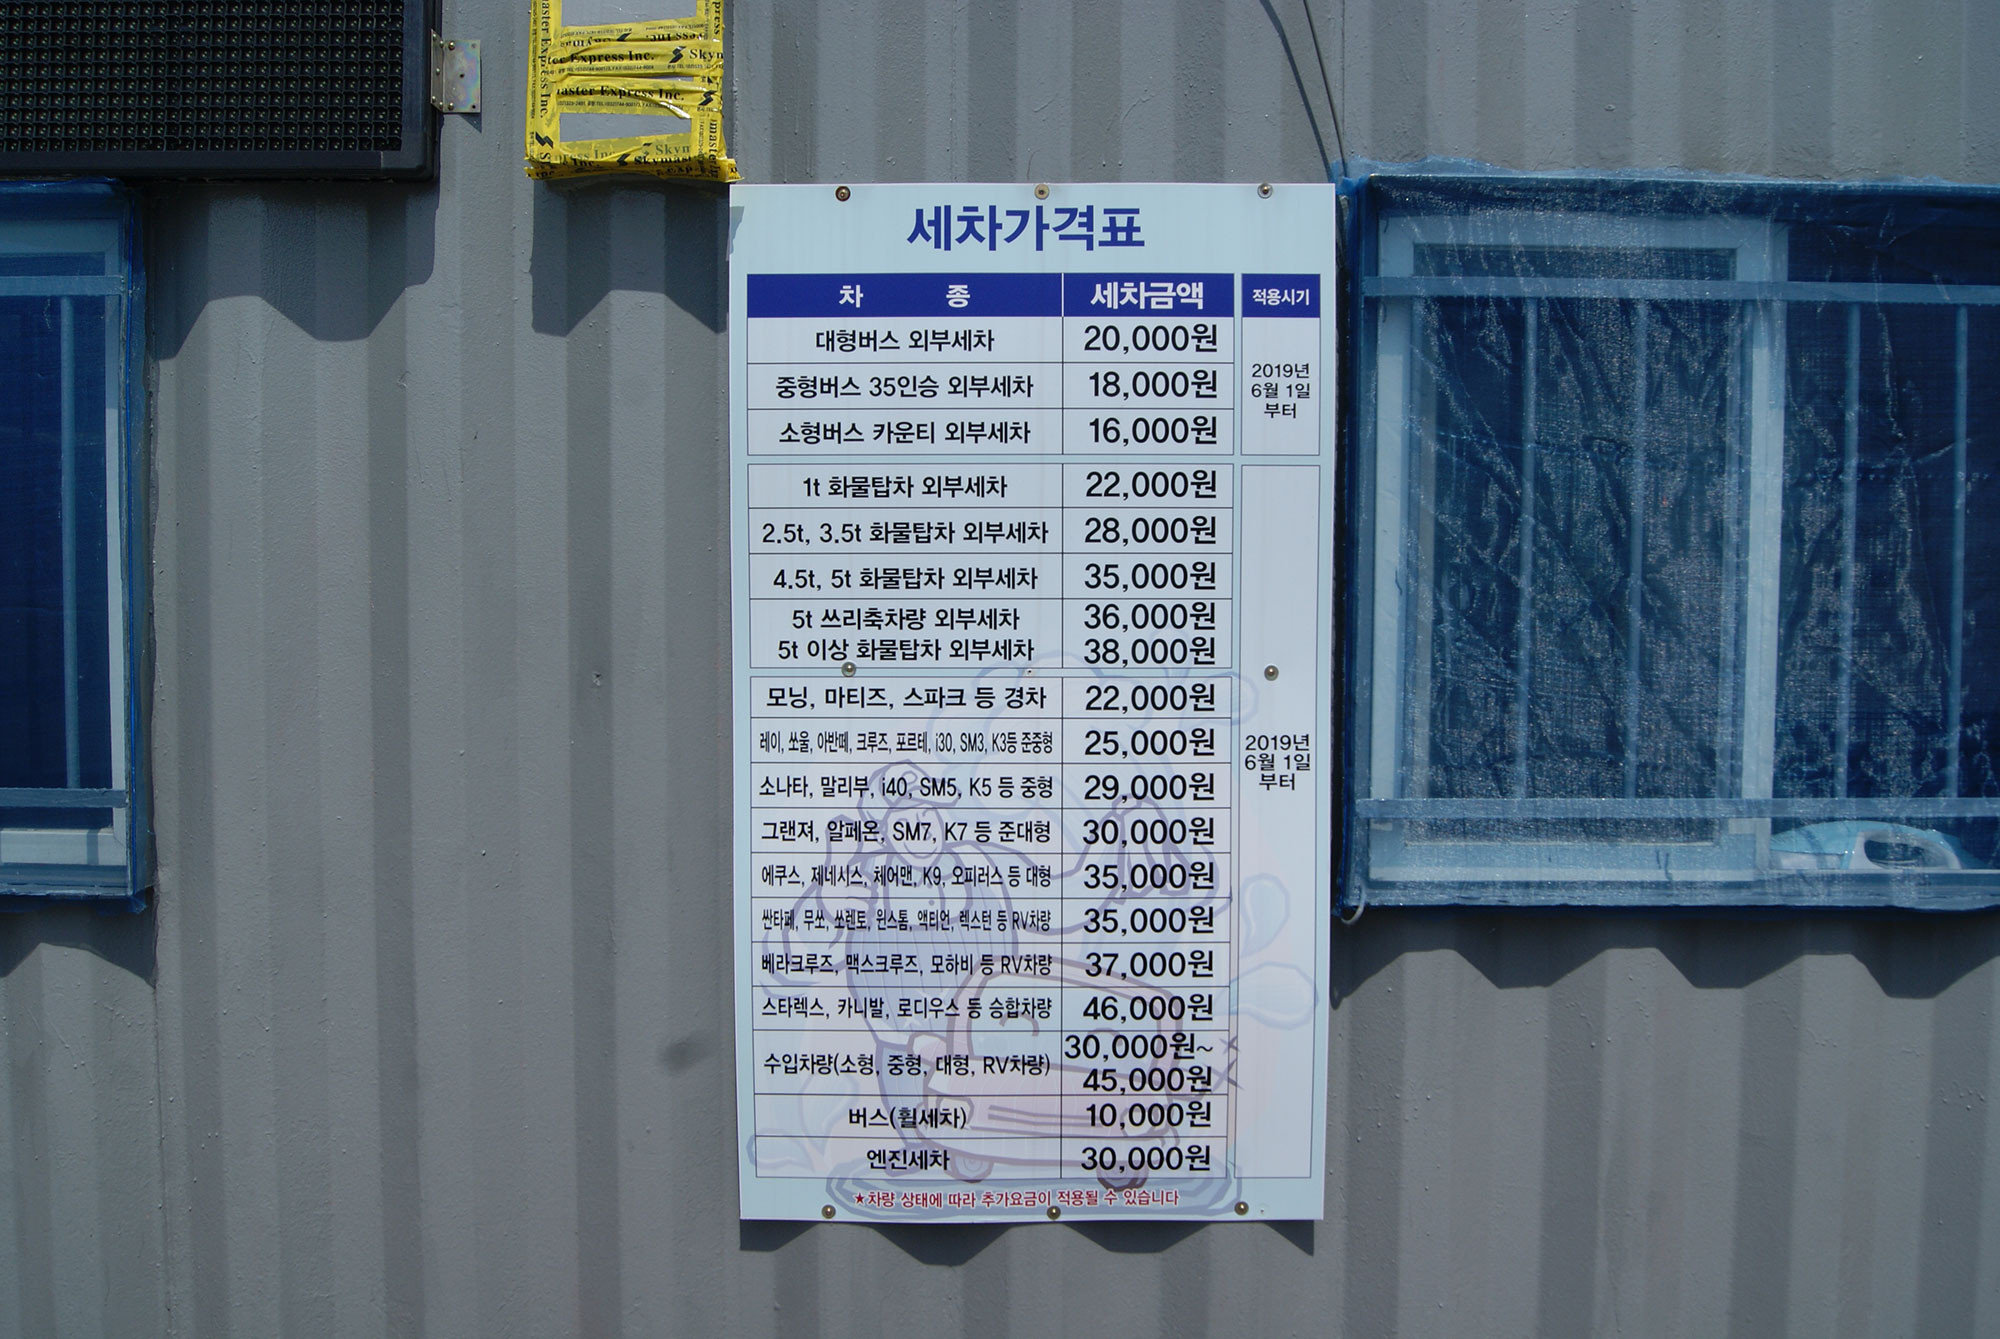 Express Inc.
Skym
master Express Inc.
세차가격표
차 종 세차금액 적용시기
대형버스 외부세차 20,000원
중형버스 35인승 외부세차 18,000원
소형버스 카운티 외부세차 16,000원
2019년
6월 1일
부터
1t 화물탑차 외부세차 22,000원
2.5t, 3.5t 화물탑차 외부세차 28,000원
4.5t, 5t 화물탑차 외부세차 35,000원
5t 쓰리축차량 외부세차 36,000원
5t 이상 화물탑차 외부세차 38,000원
모닝, 마티즈, 스파크 등 경차 22,000원
레이, 쏘울, 아반떼, 크루즈, 포르테, i30, SM3, K3등 준중형 25,000원
소나타, 말리부, i40, SM5, K5 등 중형 29,000원
그랜져, 알페온, SM7, K7 등 준대형 30,000원
에쿠스, 제네시스, 체어맨, K9, 오피러스 등 대형 35,000원
싼타페, 무쏘, 쏘렌토, 윈스톰, 액티언, 렉스턴 등 RV차량 35,000원
베라크루즈, 맥스크루즈, 모하비 등 RV차량 37,000원
스타렉스, 카니발, 로디우스 등 승합차량 46,000원
수입차량(소형, 중형, 대형, RV차량) 30,000원~
45,000원
버스(휠세차) 10,000원
엔진세차 30,000원
2019년
6월 1일
부터
★차량 상태에 따라 추가요금이 적용될 수 있습니다